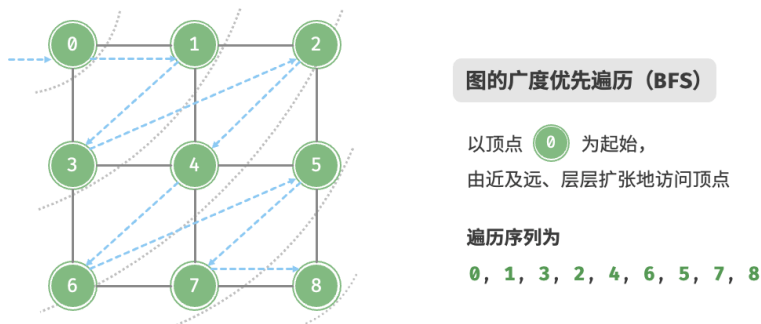 0 1 2
3 4 5
6 7 8
图的广度优先遍历（BFS）
以顶点 0 为起始，
由近及远、层层扩张地访问顶点
遍历序列为
0, 1, 3, 2, 4, 6, 5, 7, 8